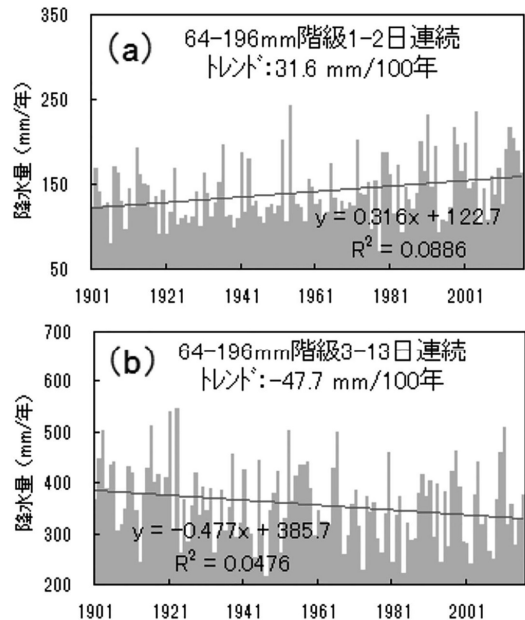 350
(a)
64-196mm階級1-2日連続
トレンド:31.6 mm/100年
250
150
50
降水量 (mm/年)
y = 0.316x + 122.7
R² = 0.0886
1901 1921 1941 1961 1981 2001
700
(b)
64-196mm階級3-13日連続
トレンド:-47.7 mm/100年
600
500
400
300
200
降水量 (mm/年)
y = -0.477x + 385.7
R² = 0.0476
1901 1921 1941 1961 1981 2001